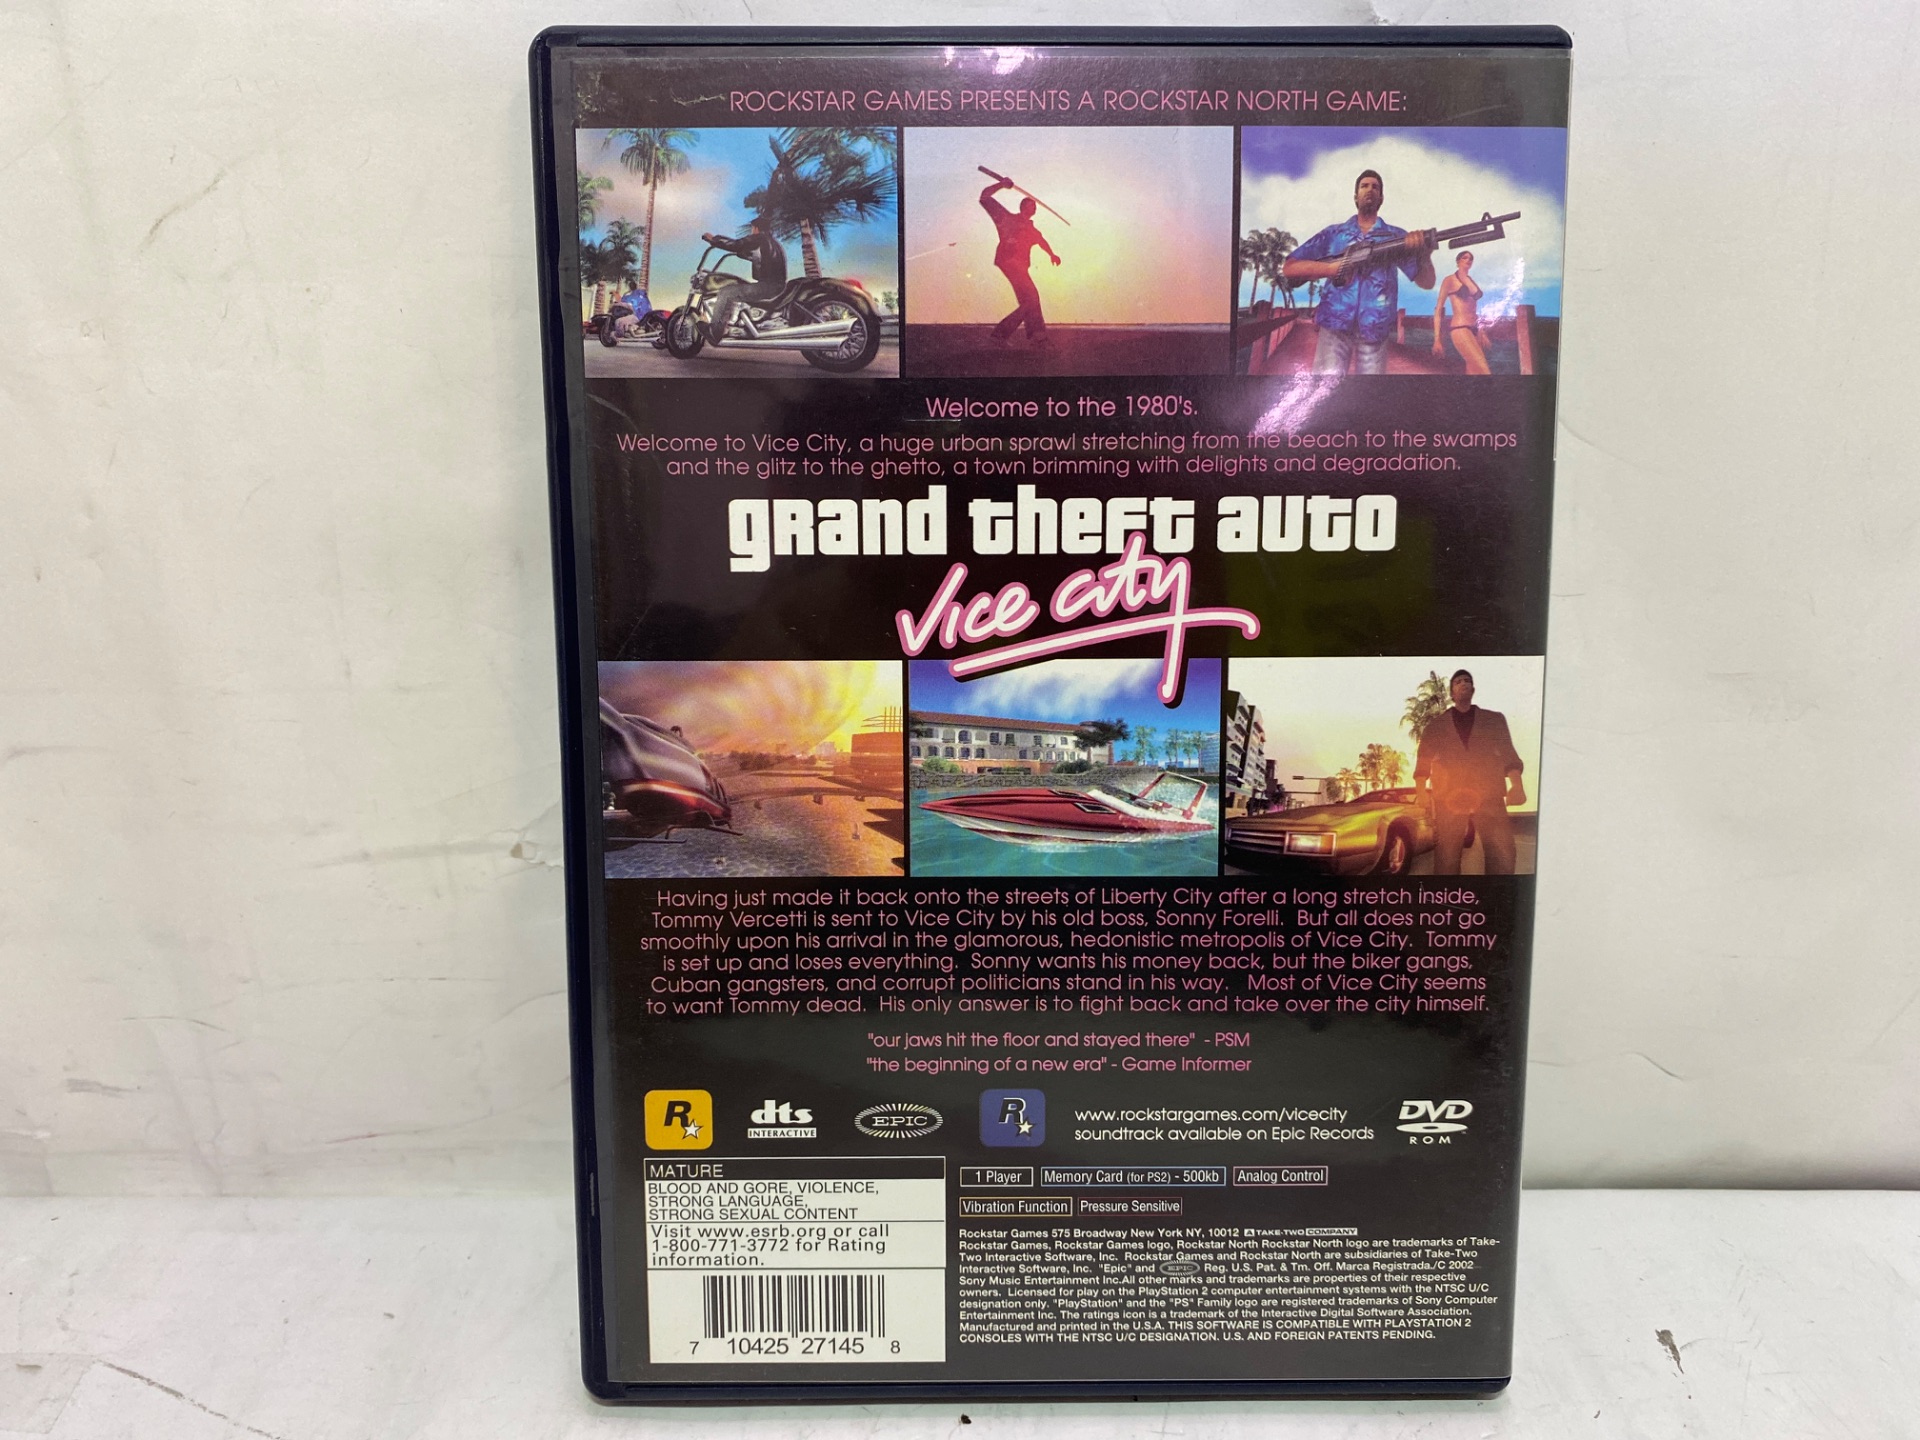 ROCKSTAR GAMES PRESENTS A ROCKSTAR NORTH GAME:
Welcome to the 1980's.
Welcome to Vice City, a huge urban sprawl stretching from the beach to the swamps
and the glitz to the ghetto, a town brimming with delights and degradation.
grand theft auto
Vice City
Having just made it back onto the streets of Liberty City after a long stretch inside,
Tommy Vercetti is sent to Vice City by his old boss, Sonny Forelli. But all does not go
smoothly upon his arrival in the glamorous, hedonistic metropolis of Vice City. Tommy
is set up and loses everything. Sonny wants his money back, but the biker gangs,
Cuban gangsters, and corrupt politicians stand in his way. Most of Vice City seems
to want Tommy dead. His only answer is to fight back and take over the city himself.
"our jaws hit the floor and stayed there" - PSM
"the beginning of a new era" - Game Informer
R
dts
INTERACTIVE
EPIC
R
www.rockstargames.com/vicecity
soundtrack available on Epic Records
DVD
ROM
MATURE
BLOOD AND GORE, VIOLENCE,
STRONG LANGUAGE,
STRONG SEXUAL CONTENT
Visit www.esrb.org or call
1-800-771-3772 for Rating
information.
7 10425 27145 8
1 Player Memory Card (for PS2) - 500kb Analog Control
Vibration Function Pressure Sensitive
Rockstar Games 575 Broadway New York NY, 10012 A TAKE-TWO COMPANY
Rockstar Games, Rockstar Games logo, Rockstar North Rockstar North logo are trademarks of Take-
Two Interactive Software, Inc. Rockstar Games and Rockstar North are subsidiaries of Take-Two
Interactive Software, Inc. "Epic" and EPIC Reg. U.S. Pat. & Tm. Off. Marca Registrada./C 2002
Sony Music Entertainment Inc.All other marks and trademarks are properties of their respective
owners. Licensed for play on the PlayStation 2 computer entertainment systems with the NTSC U/C
designation only. "PlayStation" and the "PS" Family logo are registered trademarks of Sony Computer
Entertainment Inc. The ratings icon is a trademark of the Interactive Digital Software Association.
Manufactured and printed in the U.S.A. THIS SOFTWARE IS COMPATIBLE WITH PLAYSTATION 2
CONSOLES WITH THE NTSC U/C DESIGNATION. U.S. AND FOREIGN PATENTS PENDING.